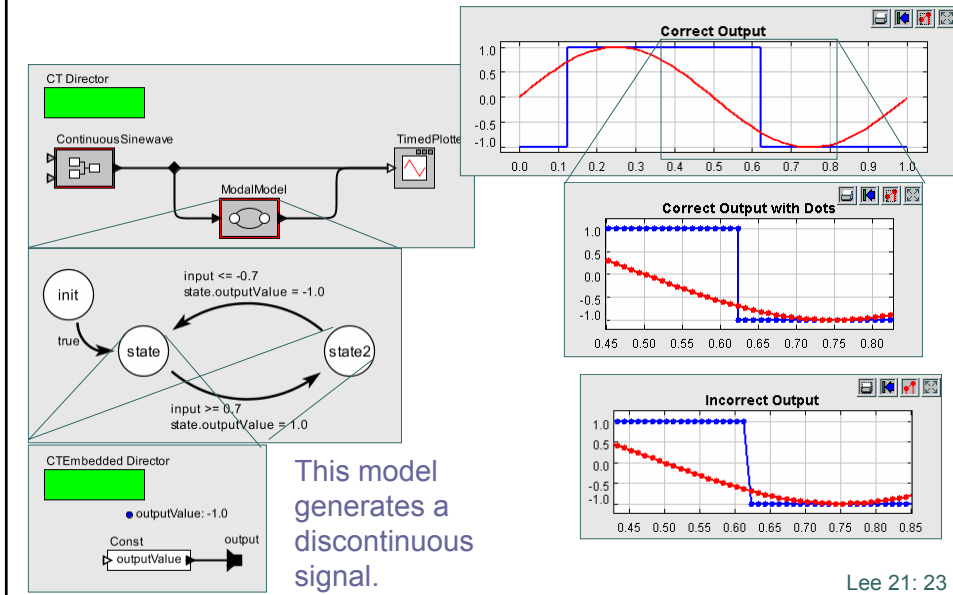 Correct Output
1.0
0.5
0.0
-0.5
-1.0
0.0 0.1 0.2 0.3 0.4 0.5 0.6 0.7 0.8 0.9 1.0
CT Director
ContinuousSinewave
TimedPlotte
ModalModel
Correct Output with Dots
1.0
0.5
0.0
-0.5
-1.0
0.45 0.50 0.55 0.60 0.65 0.70 0.75 0.80
input <= -0.7
state.outputValue = -1.0
init
true
state
state2
input >= 0.7
state.outputValue = 1.0
Incorrect Output
1.0
0.5
0.0
-0.5
-1.0
0.45 0.50 0.55 0.60 0.65 0.70 0.75 0.80 0.85
CTEmbedded Director
outputValue: -1.0
Const
output
outputValue
This model
generates a
discontinuous
signal.
Lee 21: 23